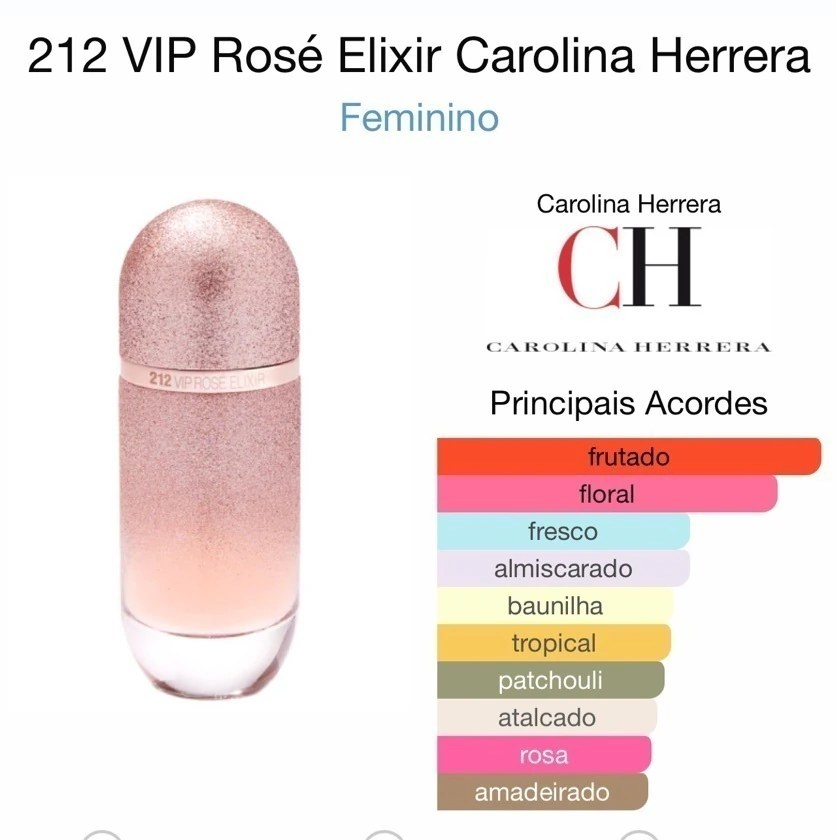 212 VIP Rosé Elixir Carolina Herrera
Feminino
Carolina Herrera
CH
CAROLINA HERRERA
212 VIP ROSÉ ELIXIR
Principais Acordes
frutado
floral
fresco
almiscarado
baunilha
tropical
patchouli
atalcado
rosa
amadeirado